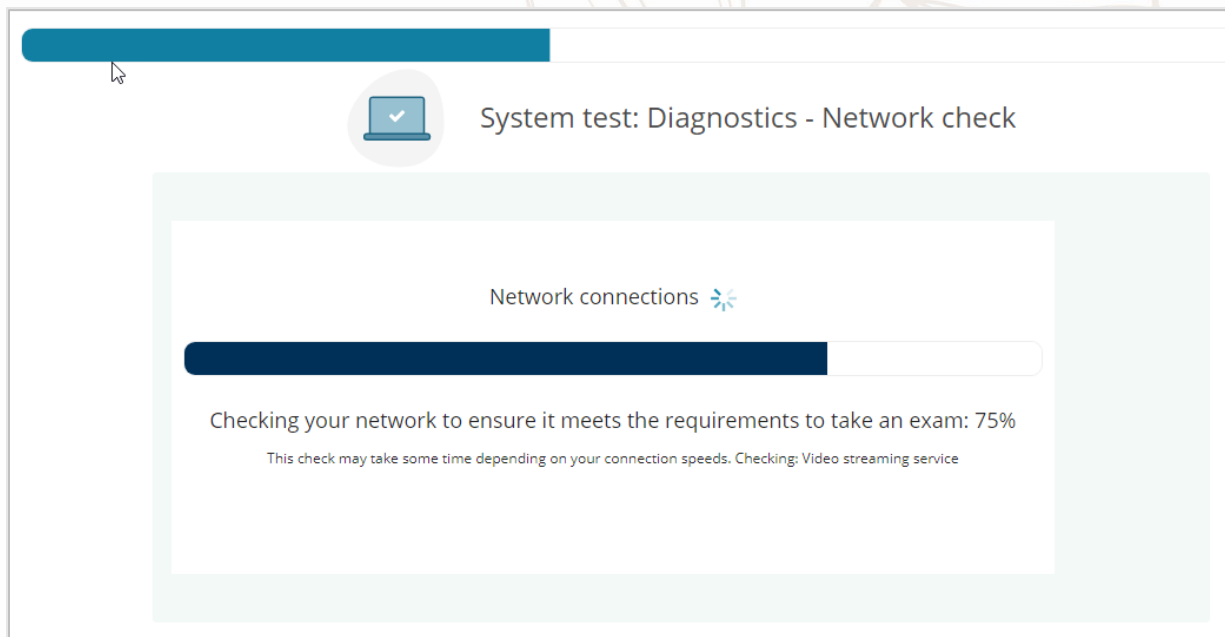 System test: Diagnostics - Network check
Network connections
Checking your network to ensure it meets the requirements to take an exam: 75%
This check may take some time depending on your connection speeds. Checking: Video streaming service